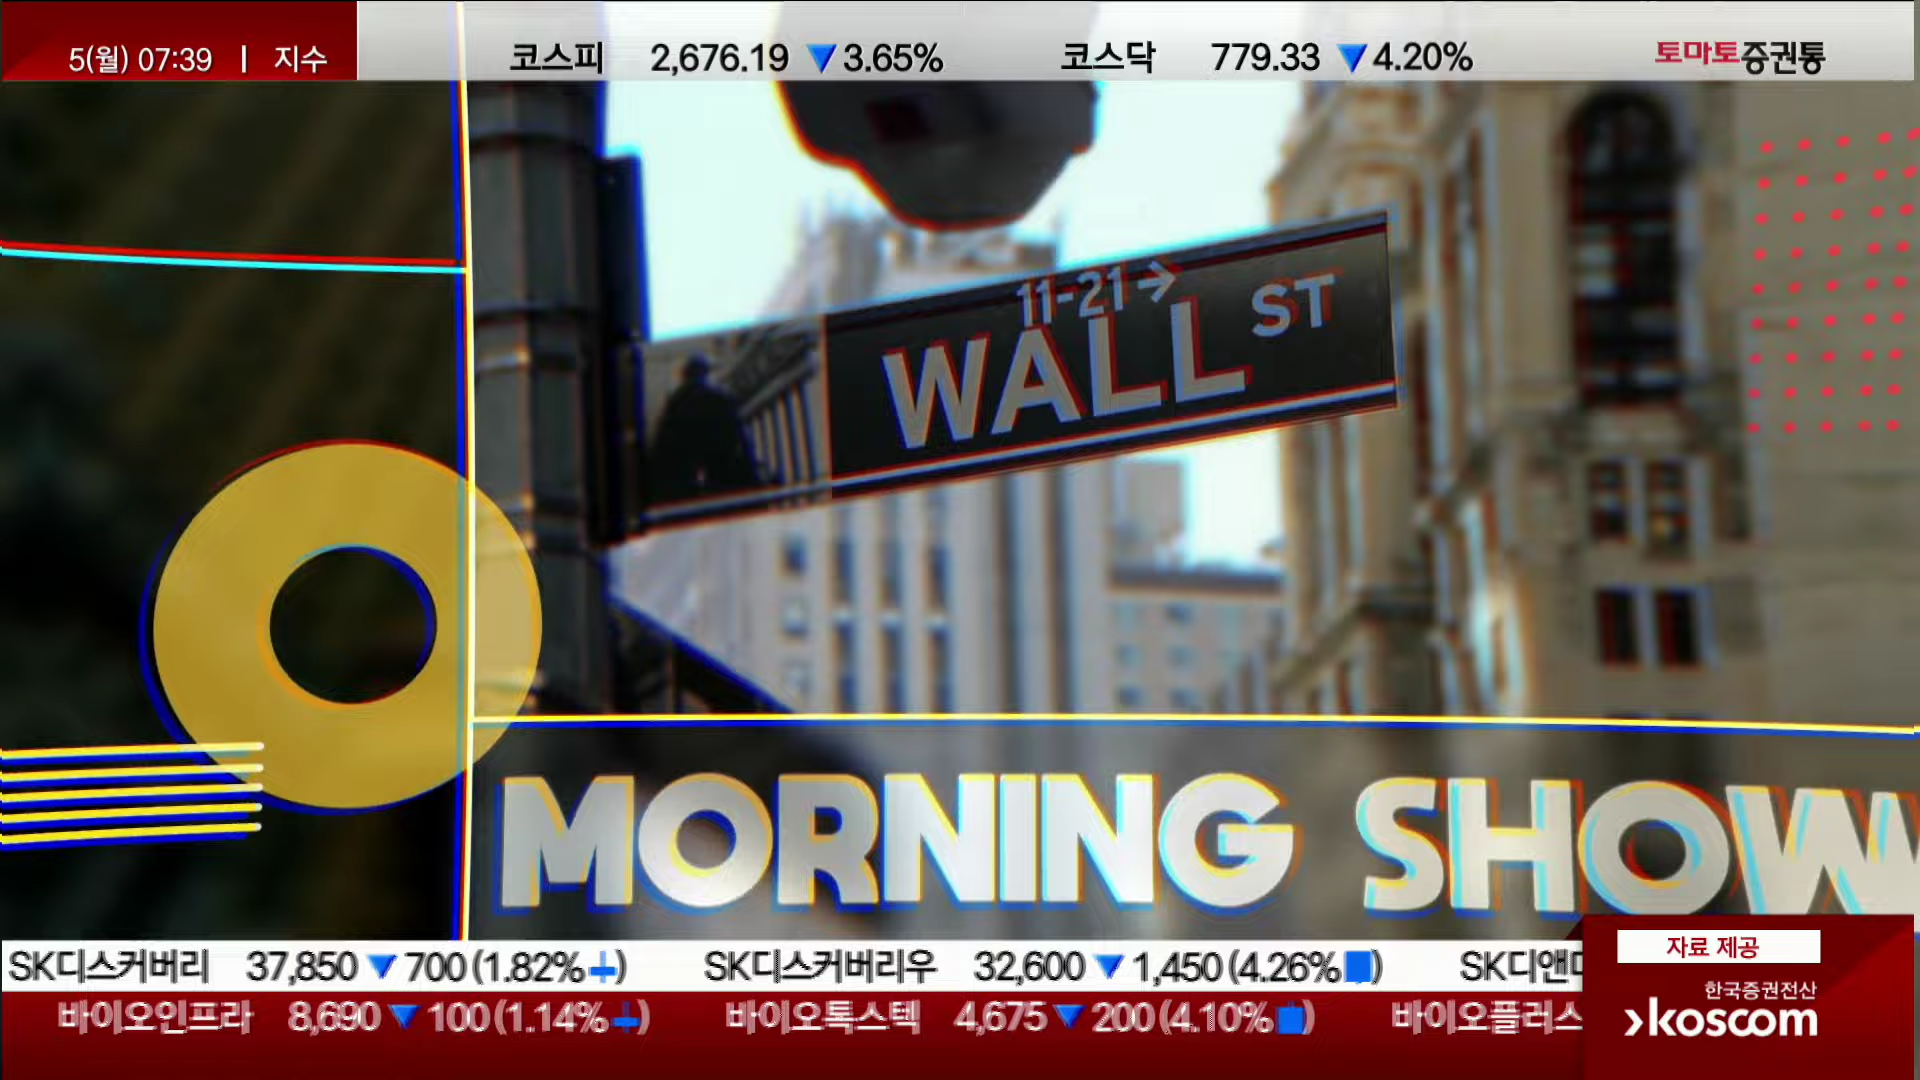 5(월) 07:39 | 지수
코스피 2,676.19 ▼3.65% 코스닥 779.33 ▼4.20%
토마토증권통
11-21→
WALL ST
MORNING SHOW
SK디스커버리 37,850 ▼ 700 (1.82%) SK디스커버리우 32,600 ▼ 1,450 (4.26%) SK디앤
바이오인프라 8,690 ▼ 100 (1.14%) 바이오톡스텍 4,675 ▼ 200 (4.10%) 바이오플러스
자료 제공
한국증권전산
koscom